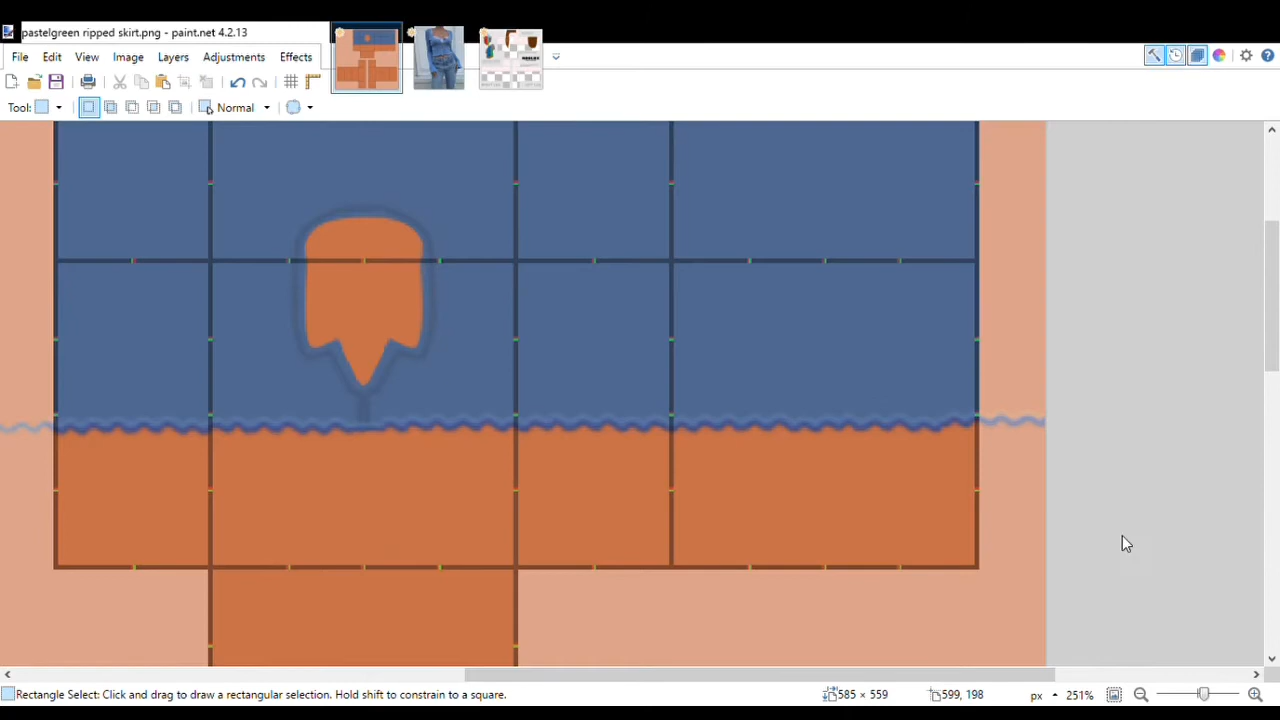 pastelgreen ripped skirt.png - paint.net 4.2.13
File Edit View Image Layers Adjustments Effects
Tool: Normal
Rectangle Select: Click and drag to draw a rectangular selection. Hold shift to constrain to a square. 585 × 559 599, 198 px 251%